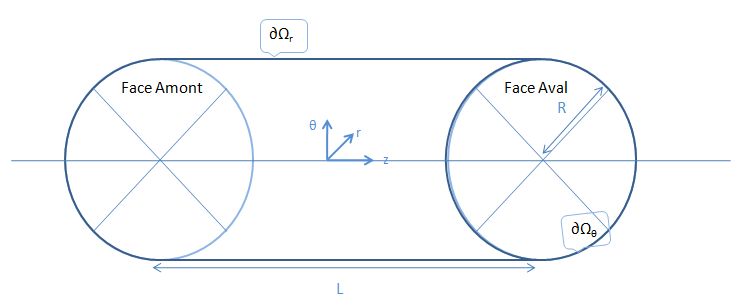 ∂Ωr
Face Amont
Face Aval
R
θ
r
z
∂Ωθ
L